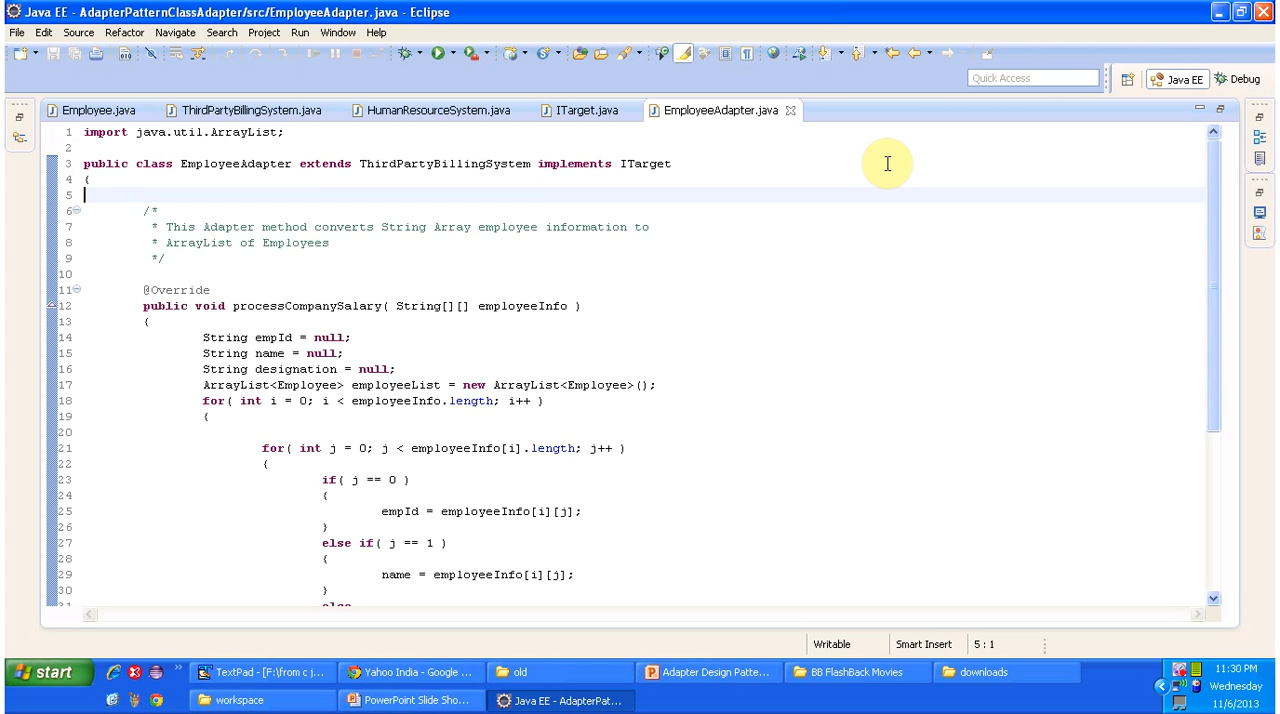 Java EE - AdapterPatternClassAdapter/src/EmployeeAdapter.java - Eclipse
File Edit Source Refactor Navigate Search Project Run Window Help
Quick Access Java EE Debug
Employee.java ThirdPartyBillingSystem.java HumanResourceSystem.java ITarget.java EmployeeAdapter.java
1 import java.util.ArrayList;
2
3 public class EmployeeAdapter extends ThirdPartyBillingSystem implements ITarget
4 {
5
6 /*
7 * This Adapter method converts String Array employee information to
8 * ArrayList of Employees
9 */
10
11 @Override
12 public void processCompanySalary( String[][] employeeInfo )
13 {
14 String empId = null;
15 String name = null;
16 String designation = null;
17 ArrayList<Employee> employeeList = new ArrayList<Employee>();
18 for( int i = 0; i < employeeInfo.length; i++ )
19 {
20
21 for( int j = 0; j < employeeInfo[i].length; j++ )
22 {
23 if( j == 0 )
24 {
25 empId = employeeInfo[i][j];
26 }
27 else if( j == 1 )
28 {
29 name = employeeInfo[i][j];
30 }
31 else
Writable Smart Insert 5 : 1
start TextPad - [F:\from c j... Yahoo India - Google ... old Adapter Design Patte... BB FlashBack Movies downloads 11:30 PM
Wednesday
workspace PowerPoint Slide Sho... Java EE - AdapterPat... 11/6/2013